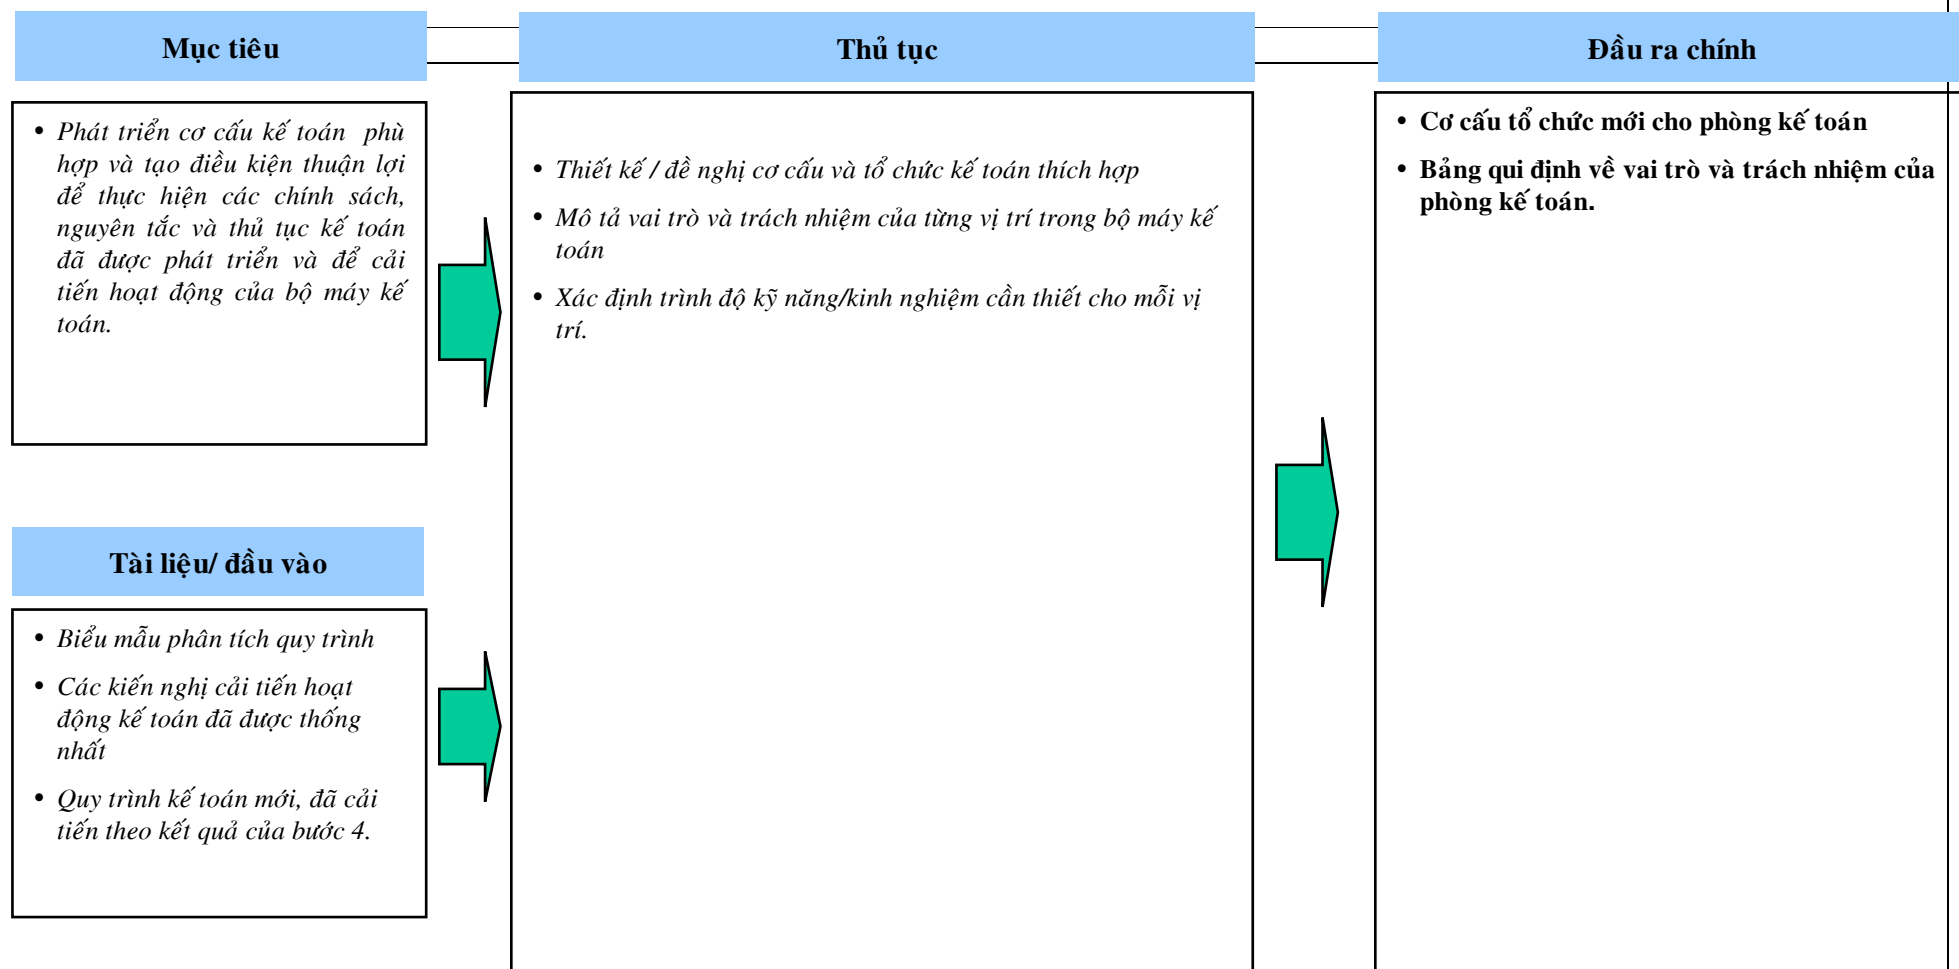 Mục tiêu
• Phát triển cơ cấu kế toán phù
hợp và tạo điều kiện thuận lợi
để thực hiện các chính sách,
nguyên tắc và thủ tục kế toán
đã được phát triển và để cải
tiến hoạt động của bộ máy kế
toán.
Tài liệu/ đầu vào
• Biểu mẫu phân tích quy trình
• Các kiến nghị cải tiến hoạt
động kế toán đã được thống
nhất
• Quy trình kế toán mới, đã cải
tiến theo kết quả của bước 4.
Thủ tục
• Thiết kế / đề nghị cơ cấu và tổ chức kế toán thích hợp
• Mô tả vai trò và trách nhiệm của từng vị trí trong bộ máy kế
toán
• Xác định trình độ kỹ năng/kinh nghiệm cần thiết cho mỗi vị
trí.
Đầu ra chính
• Cơ cấu tổ chức mới cho phòng kế toán
• Bảng qui định về vai trò và trách nhiệm của
phòng kế toán.